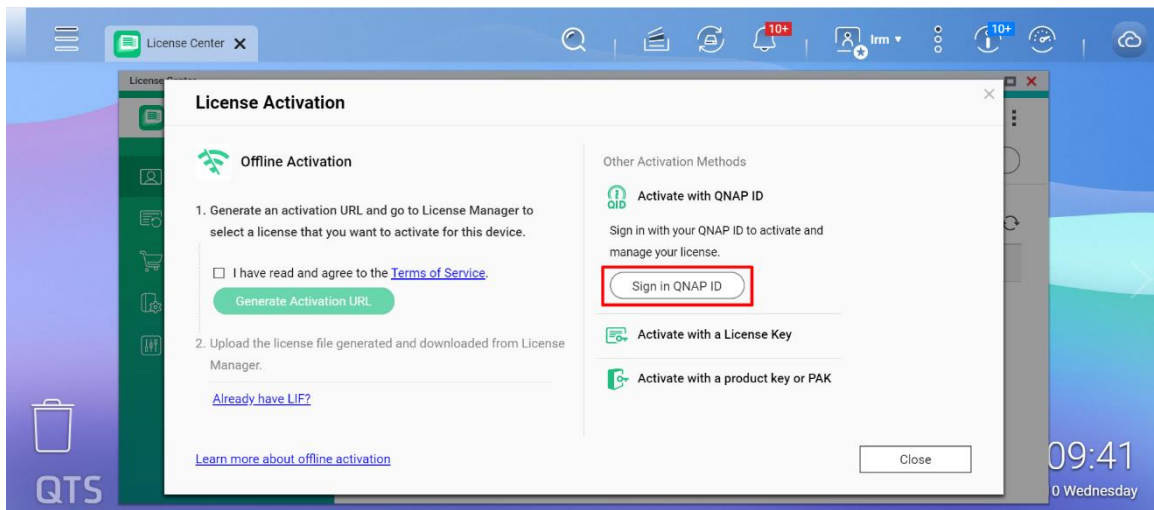 License Center
10+
Irm
10+
License Center
License Activation
Offline Activation
1. Generate an activation URL and go to License Manager to
select a license that you want to activate for this device.
I have read and agree to the Terms of Service.
Generate Activation URL
2. Upload the license file generated and downloaded from License
Manager.
Already have LIF?
Learn more about offline activation
Other Activation Methods
QID
Activate with QNAP ID
Sign in with your QNAP ID to activate and
manage your license.
Sign in QNAP ID
Activate with a License Key
Activate with a product key or PAK
Close
QTS
09:41
0 Wednesday